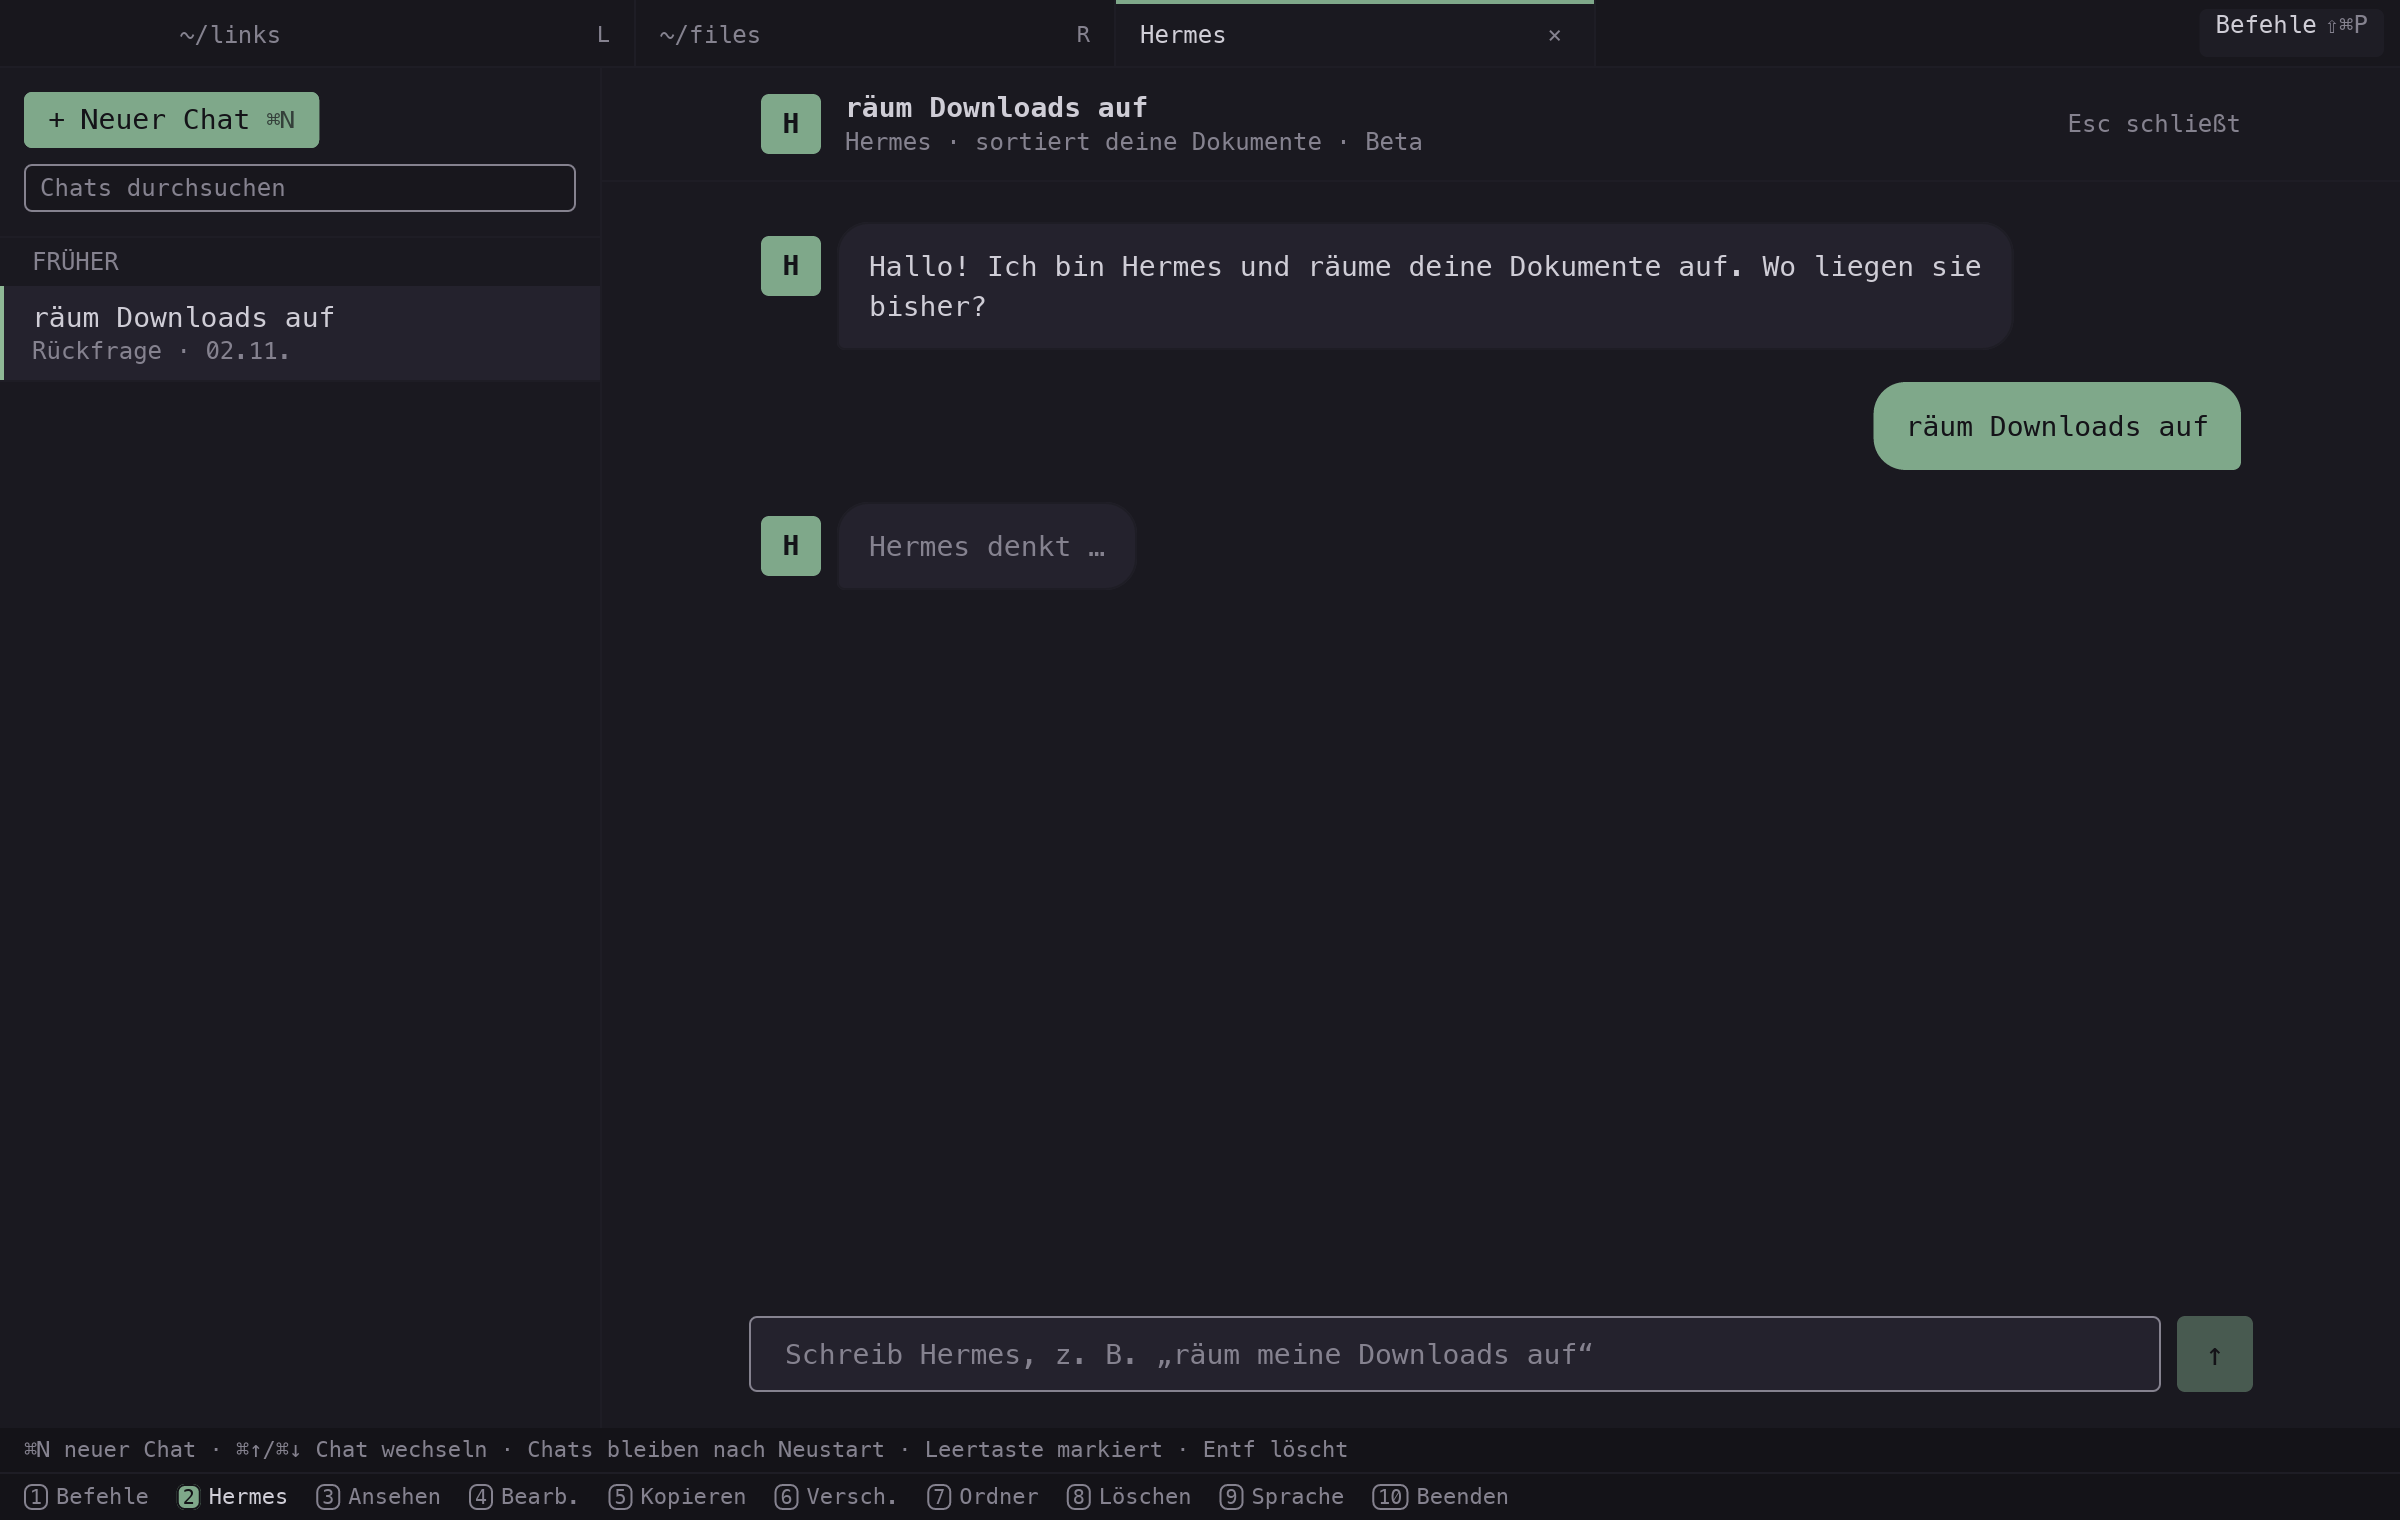 ~/links L ~/files R Hermes × Befehle ⇧⌘P
+ Neuer Chat ⌘N
Chats durchsuchen
FRÜHER
räum Downloads auf
Rückfrage · 02.11.
H räum Downloads auf
Hermes · sortiert deine Dokumente · Beta
Esc schließt
H Hallo! Ich bin Hermes und räume deine Dokumente auf. Wo liegen sie
bisher?
räum Downloads auf
H Hermes denkt …
Schreib Hermes, z. B. „räum meine Downloads auf“ ↑
⌘N neuer Chat · ⌘↑/⌘↓ Chat wechseln · Chats bleiben nach Neustart · Leertaste markiert · Entf löscht
1 Befehle 2 Hermes 3 Ansehen 4 Bearb. 5 Kopieren 6 Versch. 7 Ordner 8 Löschen 9 Sprache 10 Beenden